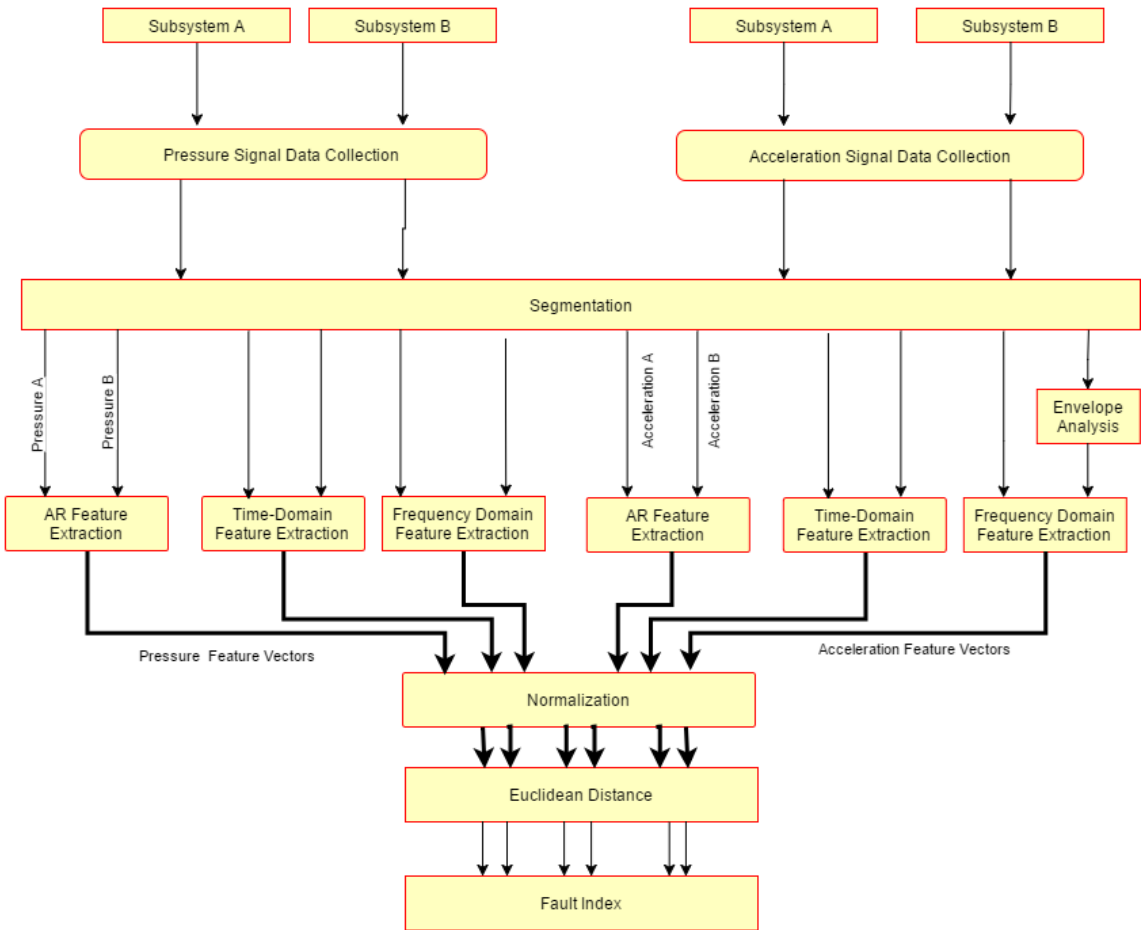 Subsystem A
Subsystem B
Subsystem A
Subsystem B
Pressure Signal Data Collection
Acceleration Signal Data Collection
Segmentation
Pressure A
Pressure B
Acceleration A
Acceleration B
Envelope
Analysis
AR Feature
Extraction
Time-Domain
Feature Extraction
Frequency Domain
Feature Extraction
AR Feature
Extraction
Time-Domain
Feature Extraction
Frequency Domain
Feature Extraction
Pressure Feature Vectors
Acceleration Feature Vectors
Normalization
Euclidean Distance
Fault Index